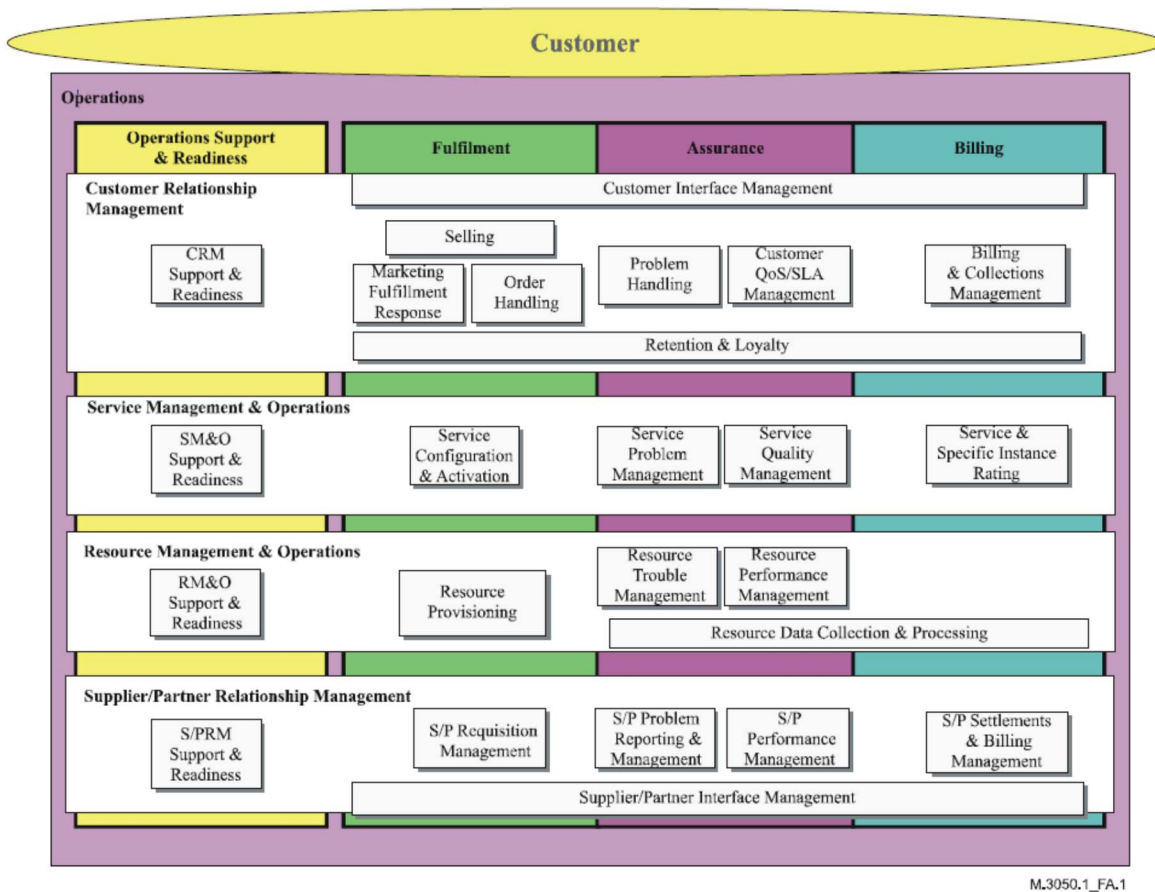 Customer
Operations
Operations Support
& Readiness
Fulfilment
Assurance
Billing
Customer Relationship
Management
Customer Interface Management
Selling
CRM
Support &
Readiness
Marketing
Fulfillment
Response
Order
Handling
Problem
Handling
Customer
QoS/SLA
Management
Billing
& Collections
Management
Retention & Loyalty
Service Management & Operations
SM&O
Support &
Readiness
Service
Configuration
& Activation
Service
Problem
Management
Service
Quality
Management
Service &
Specific Instance
Rating
Resource Management & Operations
RM&O
Support &
Readiness
Resource
Provisioning
Resource
Trouble
Management
Resource
Performance
Management
Resource Data Collection & Processing
Supplier/Partner Relationship Management
S/PRM
Support &
Readiness
S/P Requisition
Management
S/P Problem
Reporting &
Management
S/P
Performance
Management
S/P Settlements
& Billing
Management
Supplier/Partner Interface Management
M.3050.1_FA.1